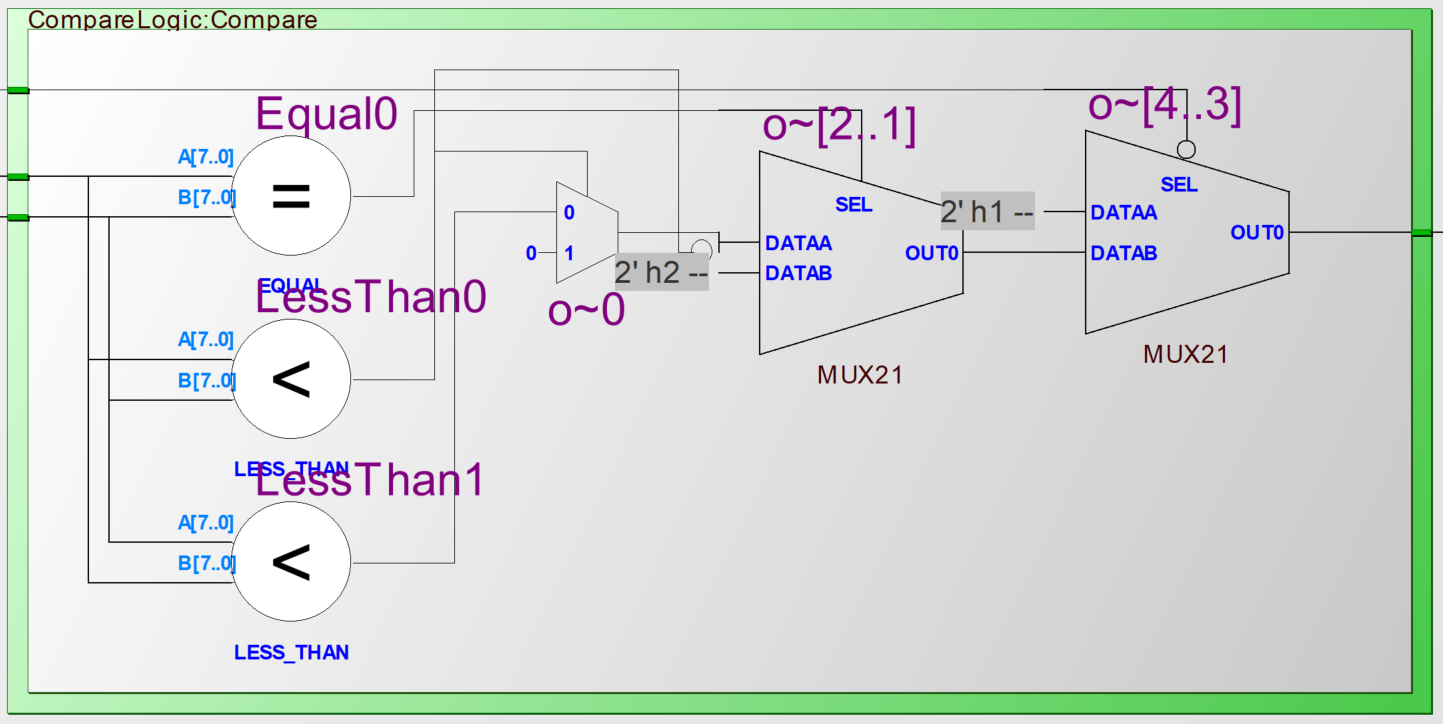 CompareLogic:Compare
Equal0
A[7..0]
B[7..0]
=
EQUAL
LessThan0
A[7..0]
B[7..0]
<
LESS_THAN
LessThan1
A[7..0]
B[7..0]
<
LESS_THAN
0
0
1
o~0
2' h2 --
o~[2..1]
SEL
DATAA
DATAB
OUT0
MUX21
2' h1 --
o~[4..3]
SEL
DATAA
DATAB
OUT0
MUX21